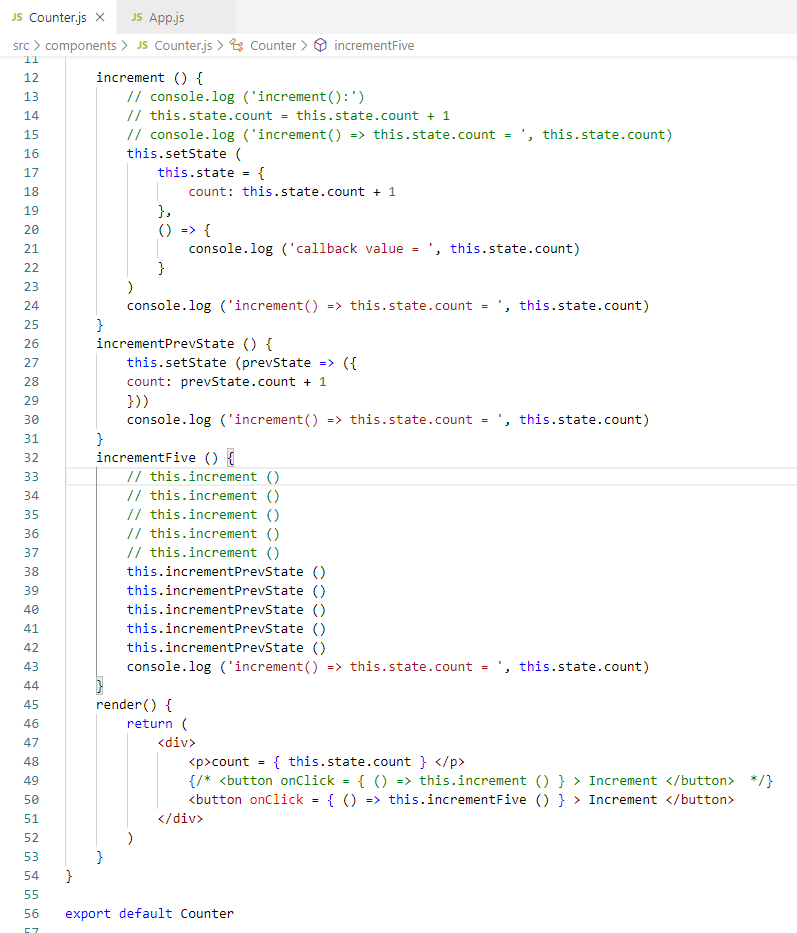 JS Counter.js × JS App.js
src > components > JS Counter.js > Counter > incrementFive
11
12 increment () {
13 // console.log ('increment():')
14 // this.state.count = this.state.count + 1
15 // console.log ('increment() => this.state.count = ', this.state.count)
16 this.setState (
17 this.state = {
18 count: this.state.count + 1
19 },
20 () => {
21 console.log ('callback value = ', this.state.count)
22 }
23 )
24 console.log ('increment() => this.state.count = ', this.state.count)
25 }
26 incrementPrevState () {
27 this.setState (prevState => ({
28 count: prevState.count + 1
29 }))
30 console.log ('increment() => this.state.count = ', this.state.count)
31 }
32 incrementFive () {
33 // this.increment ()
34 // this.increment ()
35 // this.increment ()
36 // this.increment ()
37 // this.increment ()
38 this.incrementPrevState ()
39 this.incrementPrevState ()
40 this.incrementPrevState ()
41 this.incrementPrevState ()
42 this.incrementPrevState ()
43 console.log ('increment() => this.state.count = ', this.state.count)
44 }
45 render() {
46 return (
47 <div>
48 <p>count = { this.state.count } </p>
49 {/* <button onClick = { () => this.increment () } > Increment </button>  */}
50 <button onClick = { () => this.incrementFive () } > Increment </button>
51 </div>
52 )
53 }
54 }
55
56 export default Counter
57